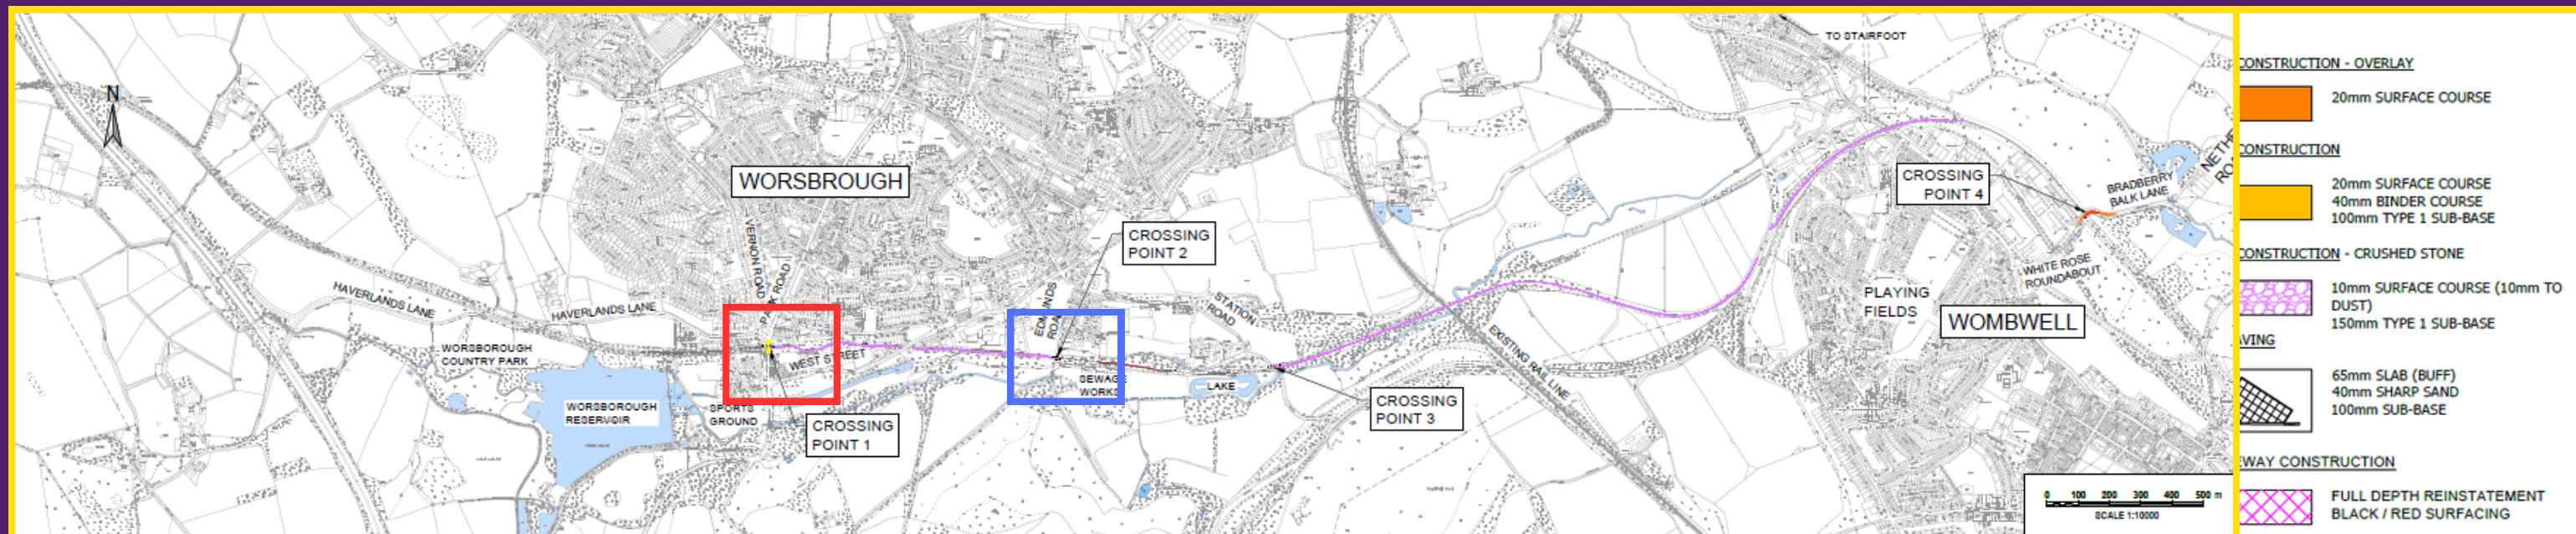 N
WORSBROUGH
VERNON ROAD
PARK ROAD
HAVERLANDS LANE
HAVERLANDS LANE
WORSBOROUGH
COUNTRY PARK
WORSBOROUGH
RESERVOIR
SPORTS
GROUND
WEST STREET
CROSSING
POINT 1
CROSSING
POINT 2
EDMUNDS
ROAD
STATION
ROAD
SEWAGE
WORKS
LAKE
CROSSING
POINT 3
EXISTING RAIL LINE
TO STAIRFOOT
CROSSING
POINT 4
BRADBERRY
BALK LANE
WHITE ROSE
ROUNDABOUT
PLAYING
FIELDS
WOMBWELL
NETHE
RO
0 100 200 300 400 500 m
SCALE 1:10000
CONSTRUCTION - OVERLAY
20mm SURFACE COURSE
CONSTRUCTION
20mm SURFACE COURSE
40mm BINDER COURSE
100mm TYPE 1 SUB-BASE
CONSTRUCTION - CRUSHED STONE
10mm SURFACE COURSE (10mm TO
DUST)
150mm TYPE 1 SUB-BASE
AVING
65mm SLAB (BUFF)
40mm SHARP SAND
100mm SUB-BASE
EWAY CONSTRUCTION
FULL DEPTH REINSTATEMENT
BLACK / RED SURFACING